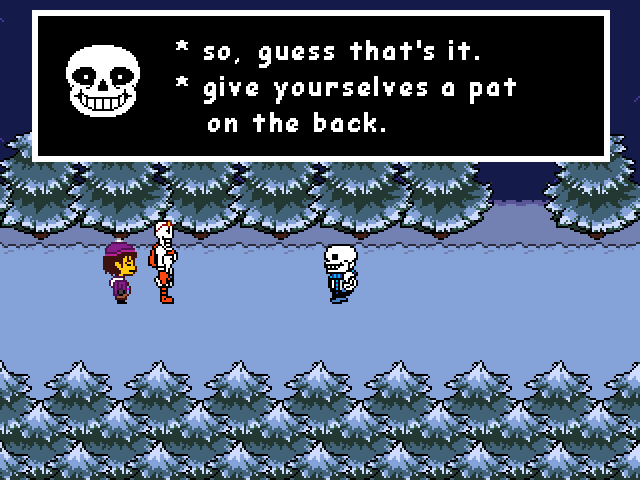 * so, guess that's it.
* give yourselves a pat
on the back.